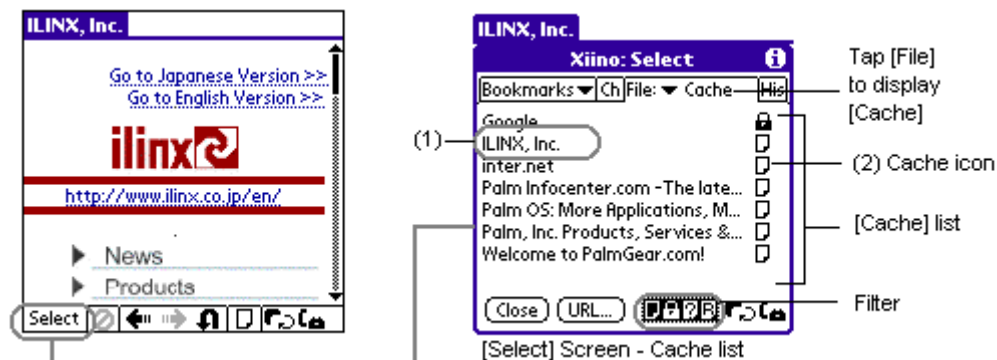 ILINX, Inc.
Go to Japanese Version >>
Go to English Version >>
ilinx
http://www.ilinx.co.jp/en/
News
Products
Select
ILINX, Inc.
Xiino: Select
Bookmarks Ch File: Cache His
Google
ILINX, Inc.
inter.net
Palm Infocenter.com -The late...
Palm OS: More Applications, M...
Palm, Inc. Products, Services &...
Welcome to PalmGear.com!
Close URL...
[Select] Screen - Cache list
(1)
Tap [File]
to display
[Cache]
(2) Cache icon
[Cache] list
Filter